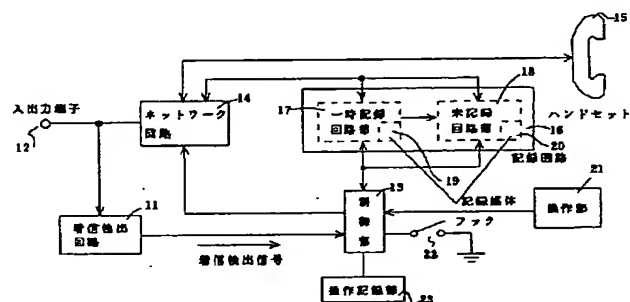 15
ハンドセット
18
14
17
一時記録
回路部
本記録
回路部
16
20
記録回路
入出力端子
12
ネットワーク
回路
19
記録媒体
13
制御部
21
操作部
11
着信検出
回路
着信検出信号
フック
22
操作記録部
23